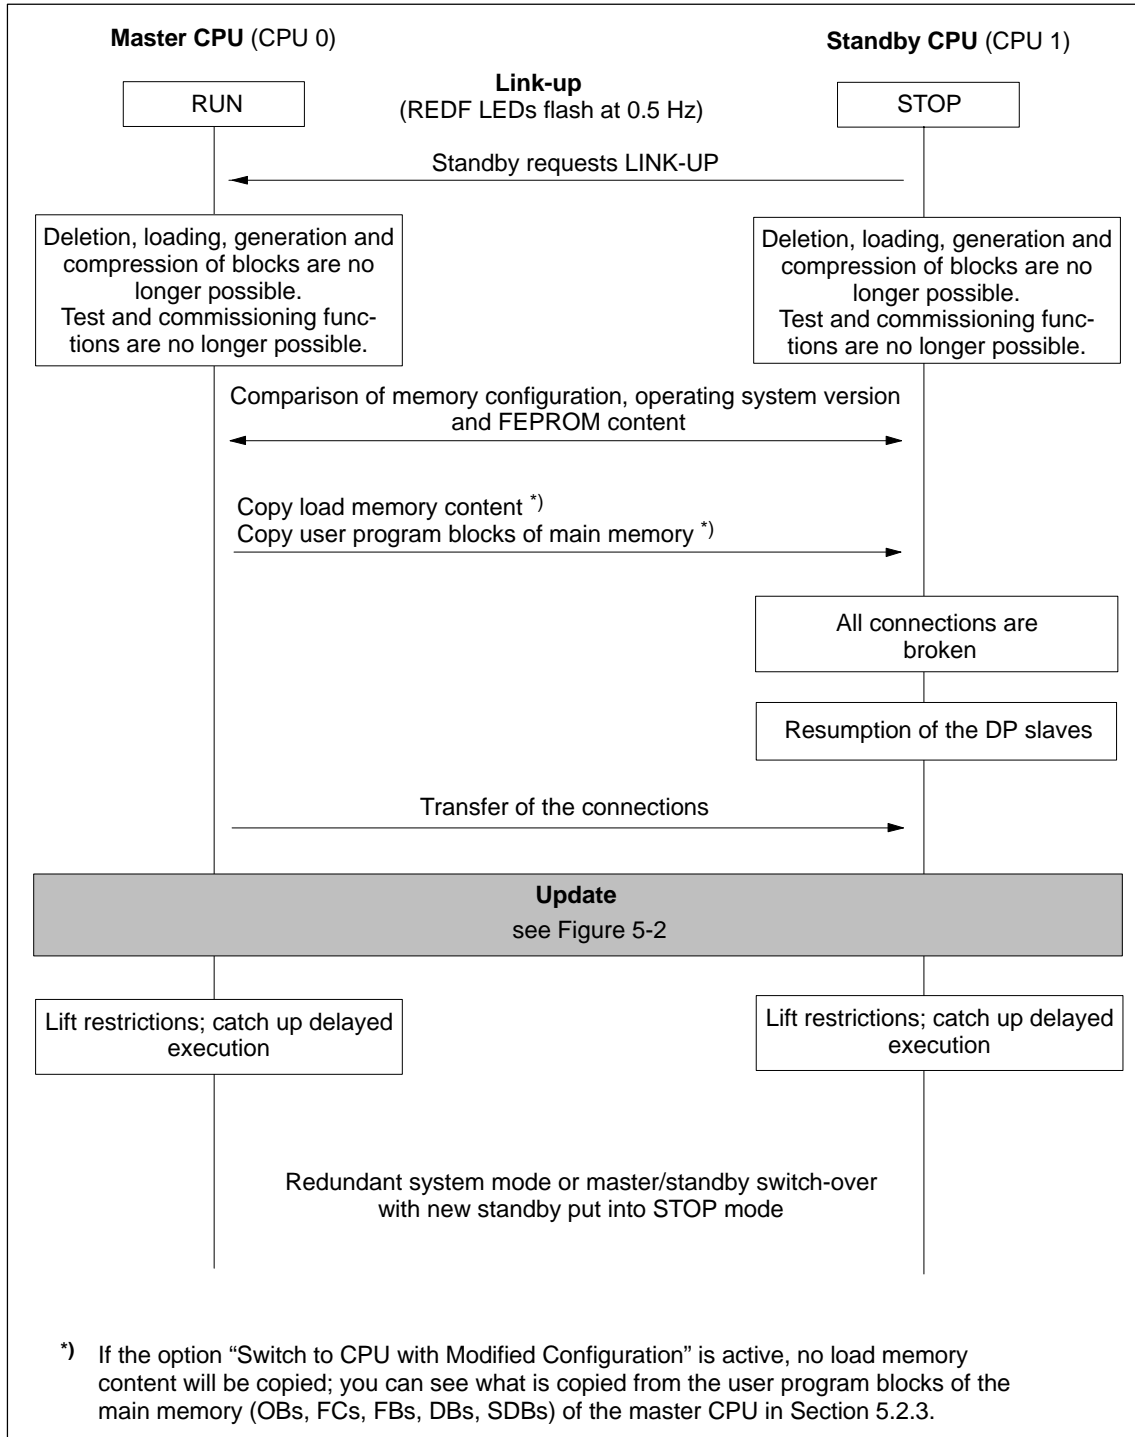 Master CPU (CPU 0)
Standby CPU (CPU 1)
Link-up
(REDF LEDs flash at 0.5 Hz)
RUN
STOP
Standby requests LINK-UP
Deletion, loading, generation and
compression of blocks are no
longer possible.
Test and commissioning func-
tions are no longer possible.
Deletion, loading, generation and
compression of blocks are no
longer possible.
Test and commissioning func-
tions are no longer possible.
Comparison of memory configuration, operating system version
and FEPROM content
Copy load memory content *)
Copy user program blocks of main memory *)
All connections are
broken
Resumption of the DP slaves
Transfer of the connections
Update
see Figure 5-2
Lift restrictions; catch up delayed
execution
Lift restrictions; catch up delayed
execution
Redundant system mode or master/standby switch-over
with new standby put into STOP mode
*) If the option “Switch to CPU with Modified Configuration” is active, no load memory
content will be copied; you can see what is copied from the user program blocks of the
main memory (OBs, FCs, FBs, DBs, SDBs) of the master CPU in Section 5.2.3.